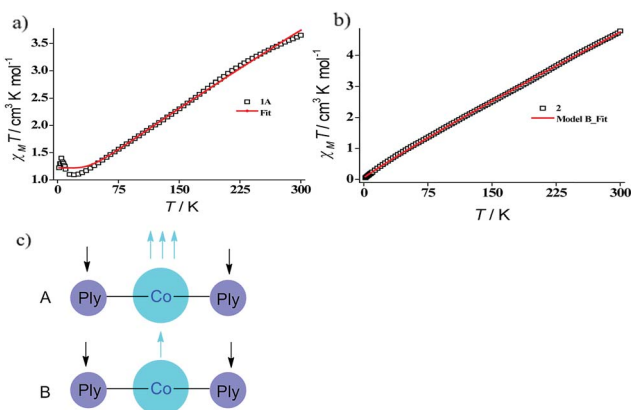 a)
χMT / cm³ K mol⁻¹
3.5
3.0
2.5
2.0
1.5
1.0
0
75
150
225
300
T / K
1A
Fit
b)
χMT / cm³ K mol⁻¹
4
3
2
1
0
0
75
150
225
300
T / K
2
Model B_Fit
c)
A
Ply
Co
Ply
B
Ply
Co
Ply